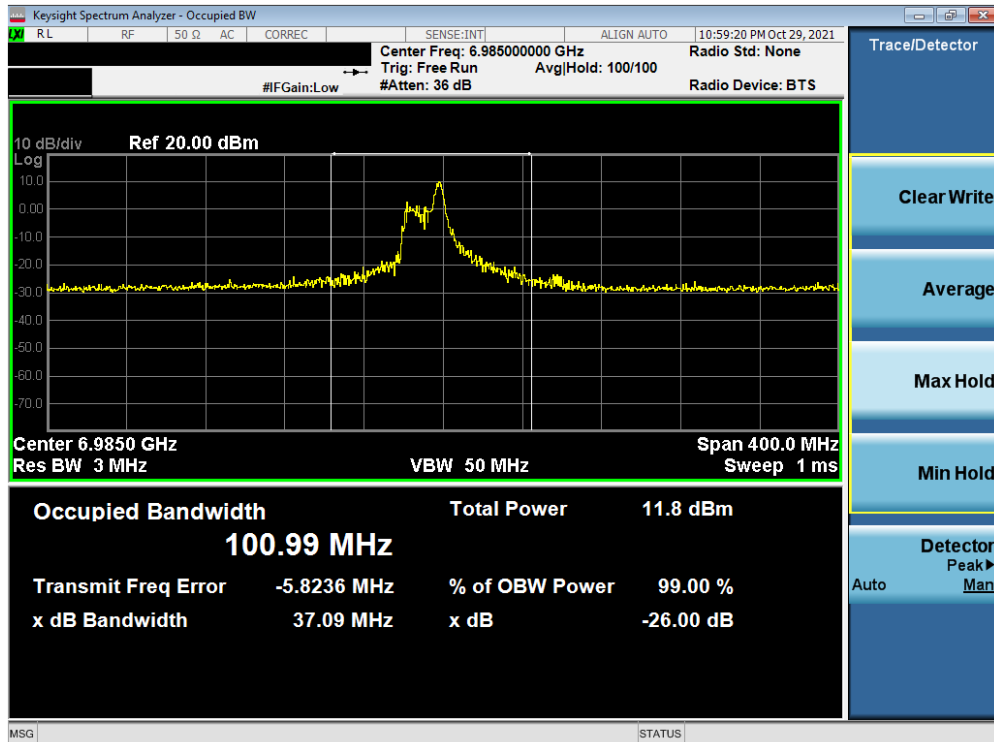 Keysight Spectrum Analyzer - Occupied BW
LXI RL RF 50 Ω AC CORREC SENSE:INT ALIGN AUTO 10:59:20 PM Oct 29, 2021
Center Freq: 6.985000000 GHz Radio Std: None
Trig: Free Run Avg|Hold: 100/100
#IFGain:Low #Atten: 36 dB Radio Device: BTS
Trace/Detector
10 dB/div Ref 20.00 dBm
Log
10.0
0.00
-10.0
-20.0
-30.0
-40.0
-50.0
-60.0
-70.0
Center 6.9850 GHz Span 400.0 MHz
Res BW 3 MHz VBW 50 MHz Sweep 1 ms
Occupied Bandwidth Total Power 11.8 dBm
100.99 MHz
Transmit Freq Error -5.8236 MHz % of OBW Power 99.00 %
x dB Bandwidth 37.09 MHz x dB -26.00 dB
Clear Write
Average
Max Hold
Min Hold
Detector
Peak▶
Auto Man
MSG STATUS